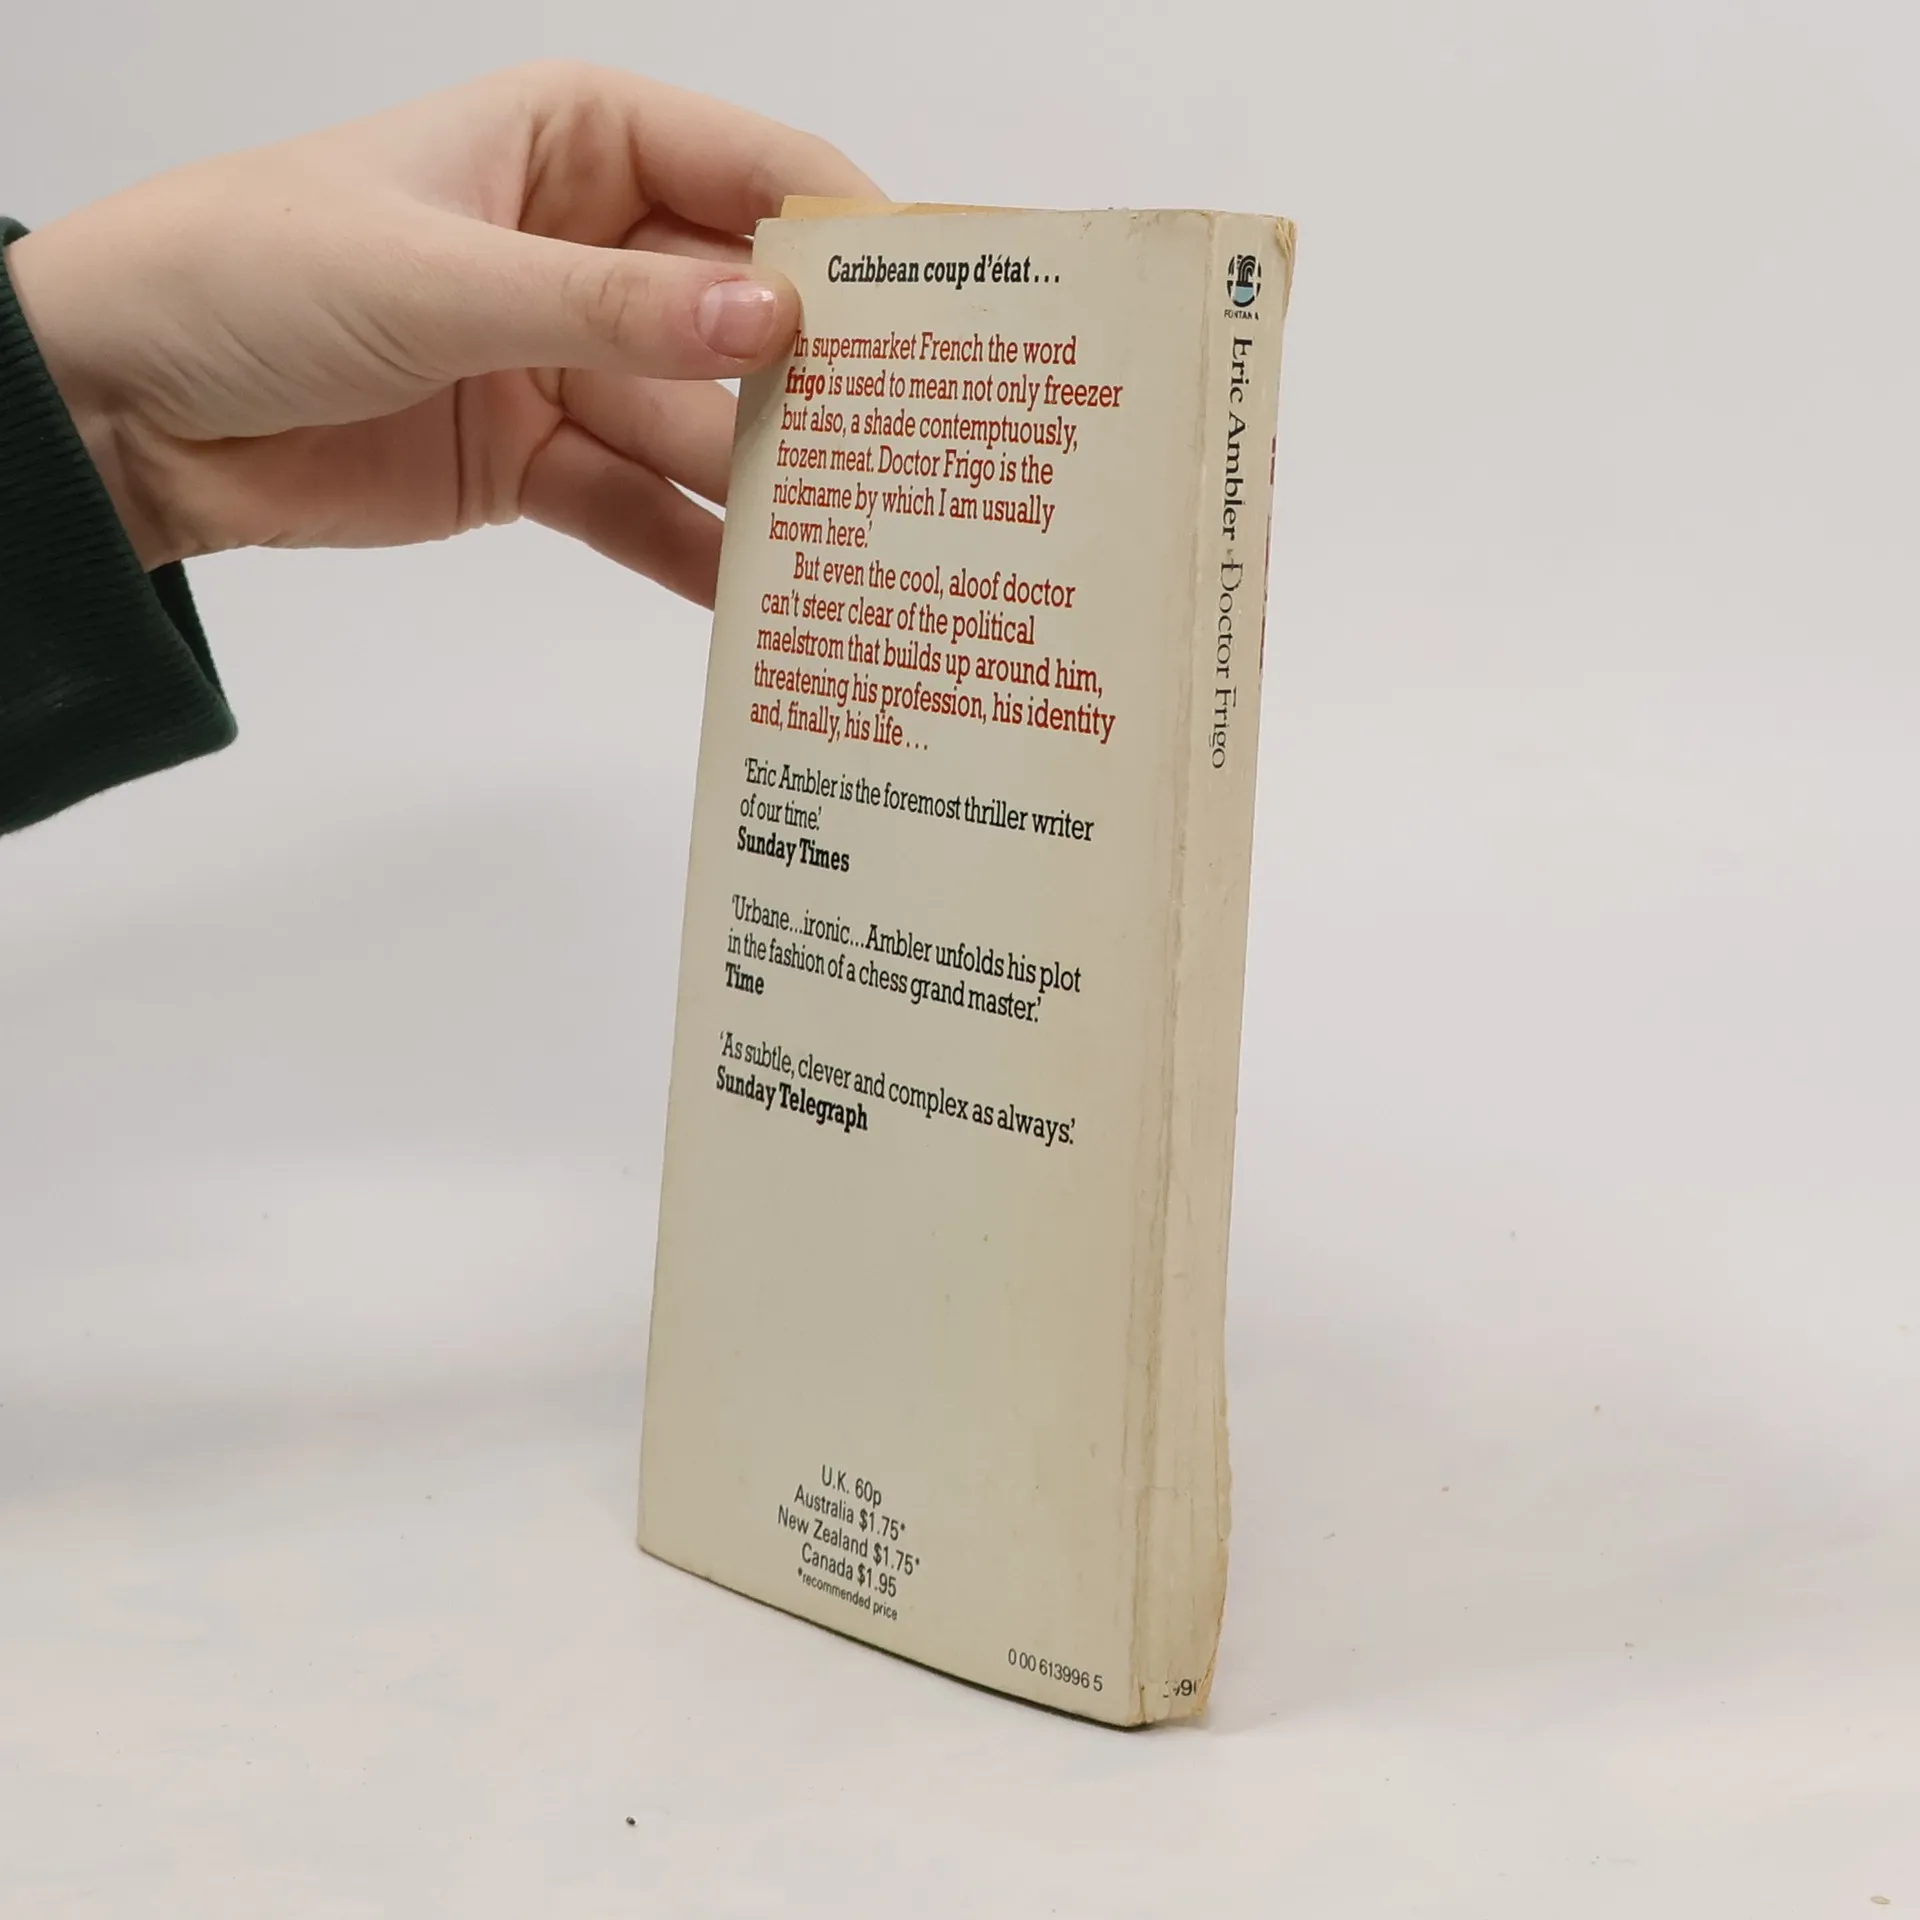 Caribbean coup d'état...
In supermarket French the word
frigo is used to mean not only freezer
but also, a shade contemptuously,
frozen meat. Doctor Frigo is the
nickname by which I am usually
known here.'
But even the cool, aloof doctor
can't steer clear of the political
maelstrom that builds up around him,
threatening his profession, his identity
and, finally, his life...
'Eric Ambler is the foremost thriller writer
of our time.'
Sunday Times
'Urbane...ironic...Ambler unfolds his plot
in the fashion of a chess grand master.'
Time
'As subtle, clever and complex as always.'
Sunday Telegraph
U.K. 60p
Australia $1.75*
New Zealand $1.75*
Canada $1.95
*recommended price
0 00 613996 5
FONTANA
Eric Ambler Doctor Frigo